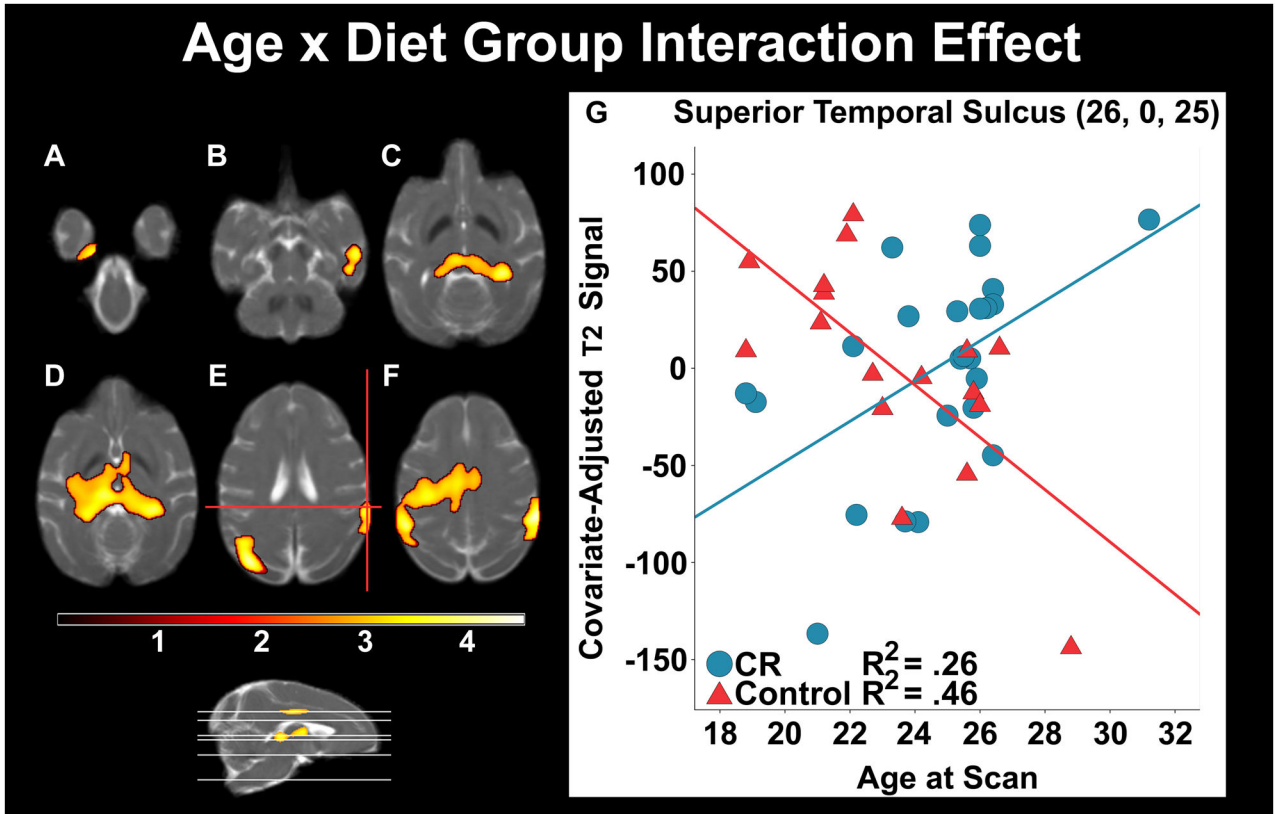 Age x Diet Group Interaction Effect
A
B
C
D
E
F
1 2 3 4
G
Superior Temporal Sulcus (26, 0, 25)
Covariate-Adjusted T2 Signal
100
50
0
-50
-100
-150
CR R2 = .26
Control R2 = .46
18 20 22 24 26 28 30 32
Age at Scan